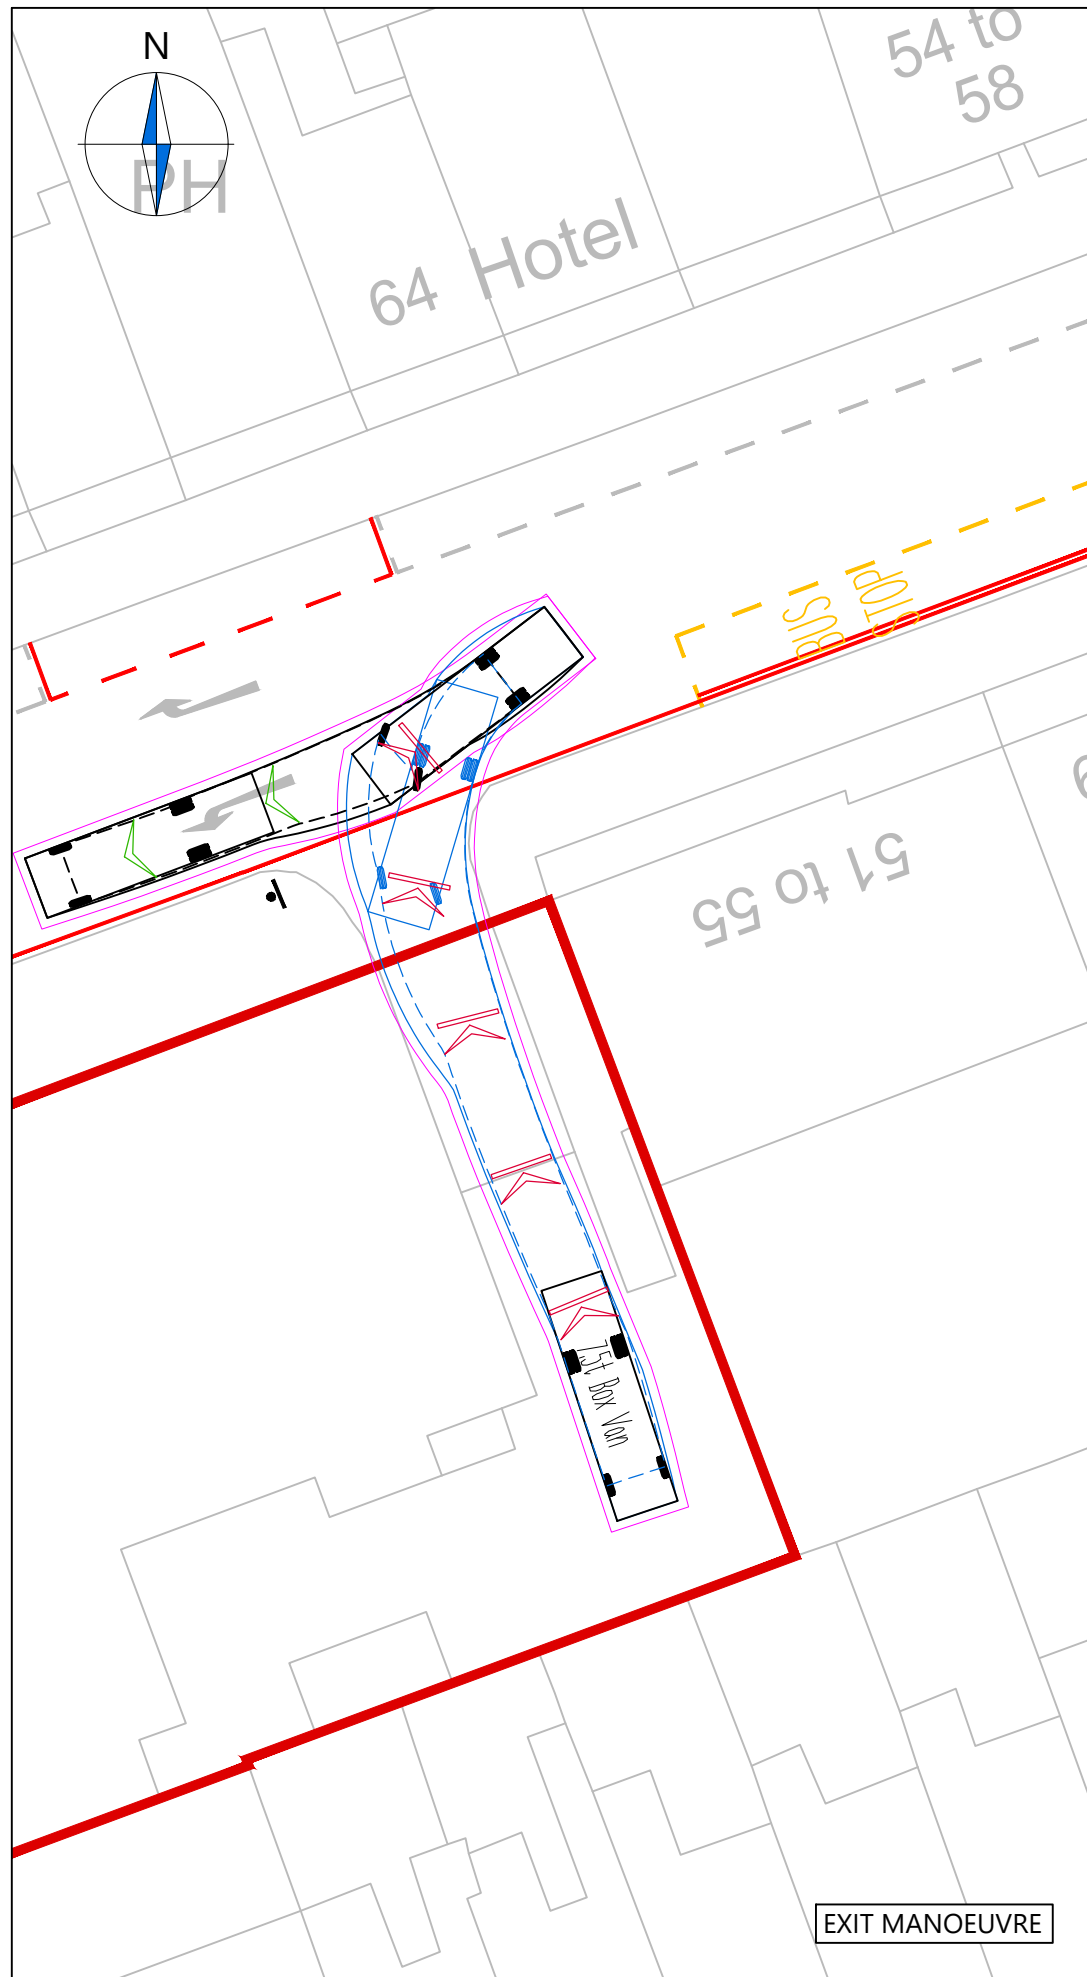 N
PH
54 to
58
64 Hotel
BUS
STOP
51 to 55
7.5t Box Van
EXIT MANOEUVRE